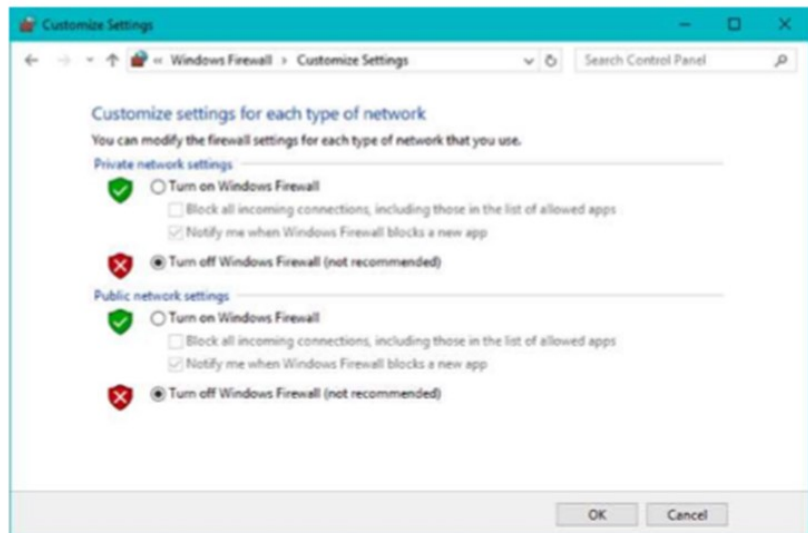 Customize Settings
« Windows Firewall > Customize Settings
Search Control Panel
Customize settings for each type of network
You can modify the firewall settings for each type of network that you use.
Private network settings
Turn on Windows Firewall
Block all incoming connections, including those in the list of allowed apps
Notify me when Windows Firewall blocks a new app
Turn off Windows Firewall (not recommended)
Public network settings
Turn on Windows Firewall
Block all incoming connections, including those in the list of allowed apps
Notify me when Windows Firewall blocks a new app
Turn off Windows Firewall (not recommended)
OK Cancel